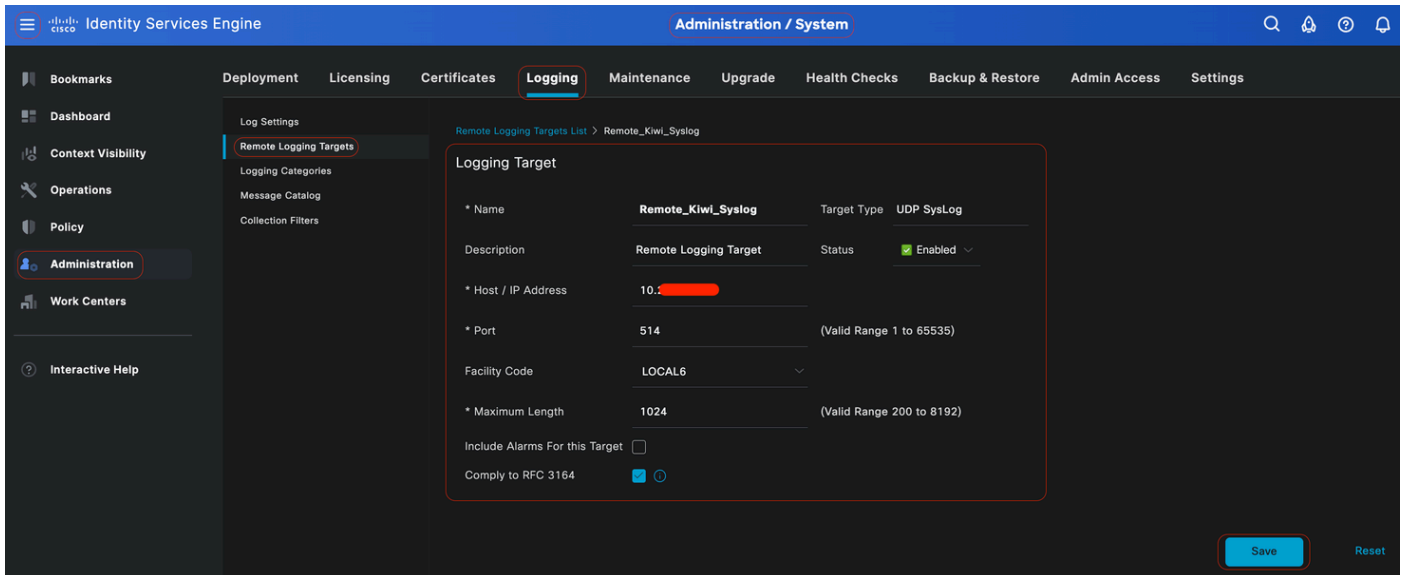 cisco Identity Services Engine
Administration / System
Bookmarks
Dashboard
Context Visibility
Operations
Policy
Administration
Work Centers
Interactive Help
Deployment Licensing Certificates Logging Maintenance Upgrade Health Checks Backup & Restore Admin Access Settings
Log Settings
Remote Logging Targets
Logging Categories
Message Catalog
Collection Filters
Remote Logging Targets List > Remote_Kiwi_Syslog
Logging Target
* Name Remote_Kiwi_Syslog Target Type UDP SysLog
Description Remote Logging Target Status Enabled
* Host / IP Address 10.
* Port 514 (Valid Range 1 to 65535)
Facility Code LOCAL6
* Maximum Length 1024 (Valid Range 200 to 8192)
Include Alarms For this Target
Comply to RFC 3164
Save Reset